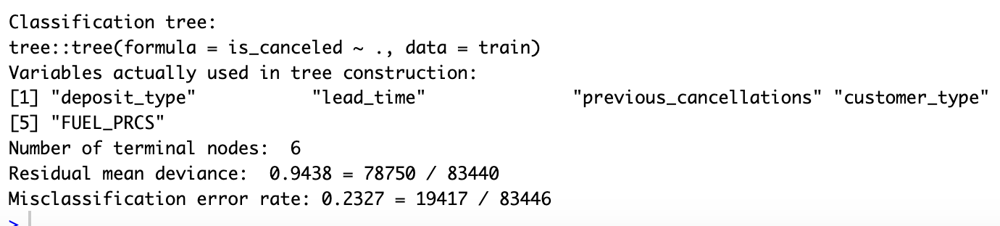 Classification tree:
tree::tree(formula = is_canceled ~ ., data = train)
Variables actually used in tree construction:
[1] "deposit_type"           "lead_time"              "previous_cancellations" "customer_type"
[5] "FUEL_PRCS"
Number of terminal nodes:  6
Residual mean deviance:  0.9438 = 78750 / 83440
Misclassification error rate: 0.2327 = 19417 / 83446
>